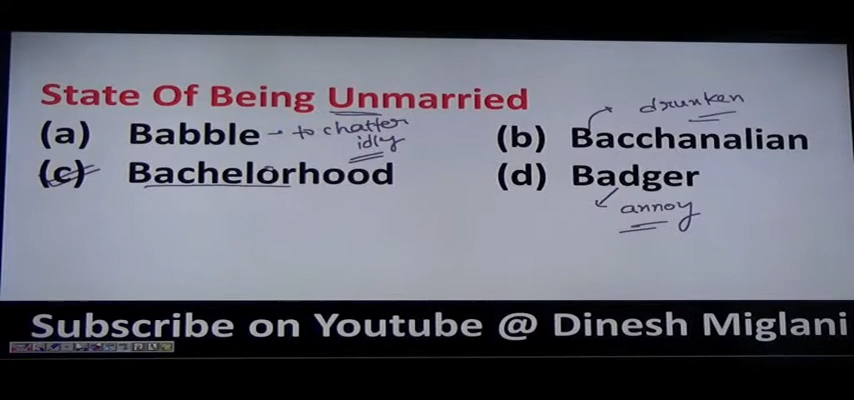 State Of Being Unmarried
drunken
(a) Babble - to chatter idly (b) Bacchanalian
(c) Bachelorhood (d) Badger
annoy
Subscribe on Youtube @ Dinesh Miglani